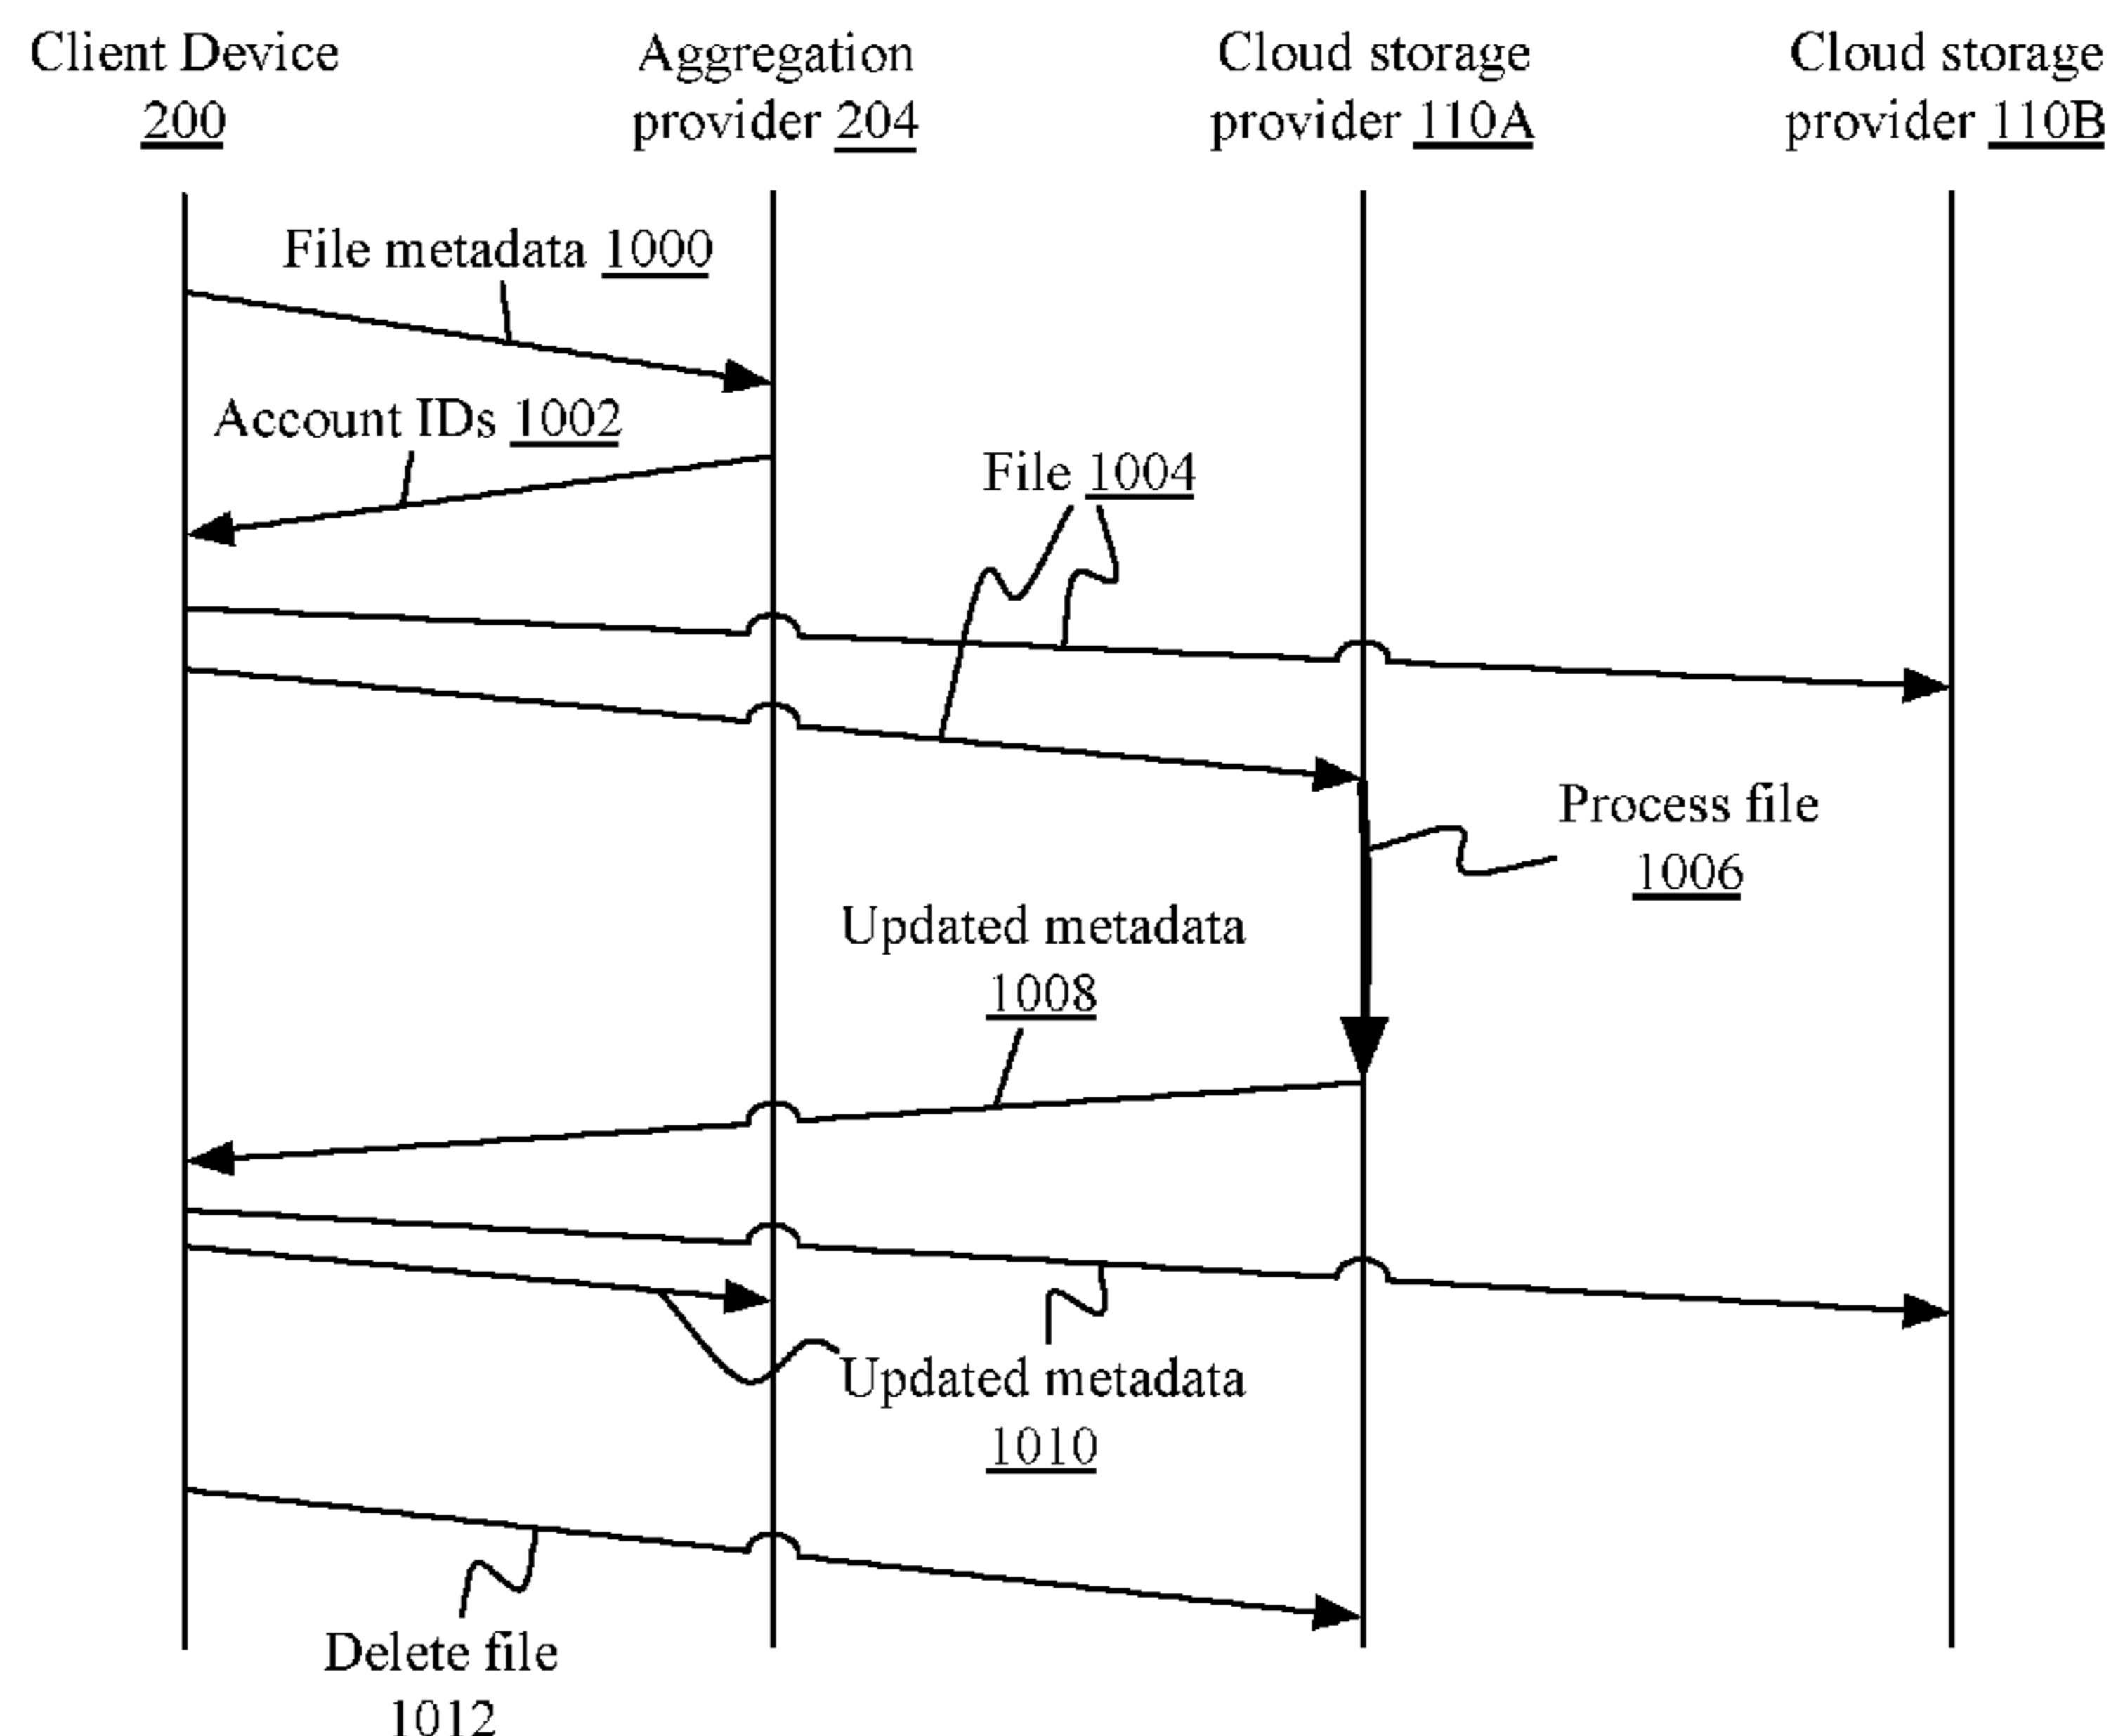 Client Device
200
Aggregation
provider 204
Cloud storage
provider 110A
Cloud storage
provider 110B
File metadata 1000
Account IDs 1002
File 1004
Process file
1006
Updated metadata
1008
Updated metadata
1010
Delete file
1012